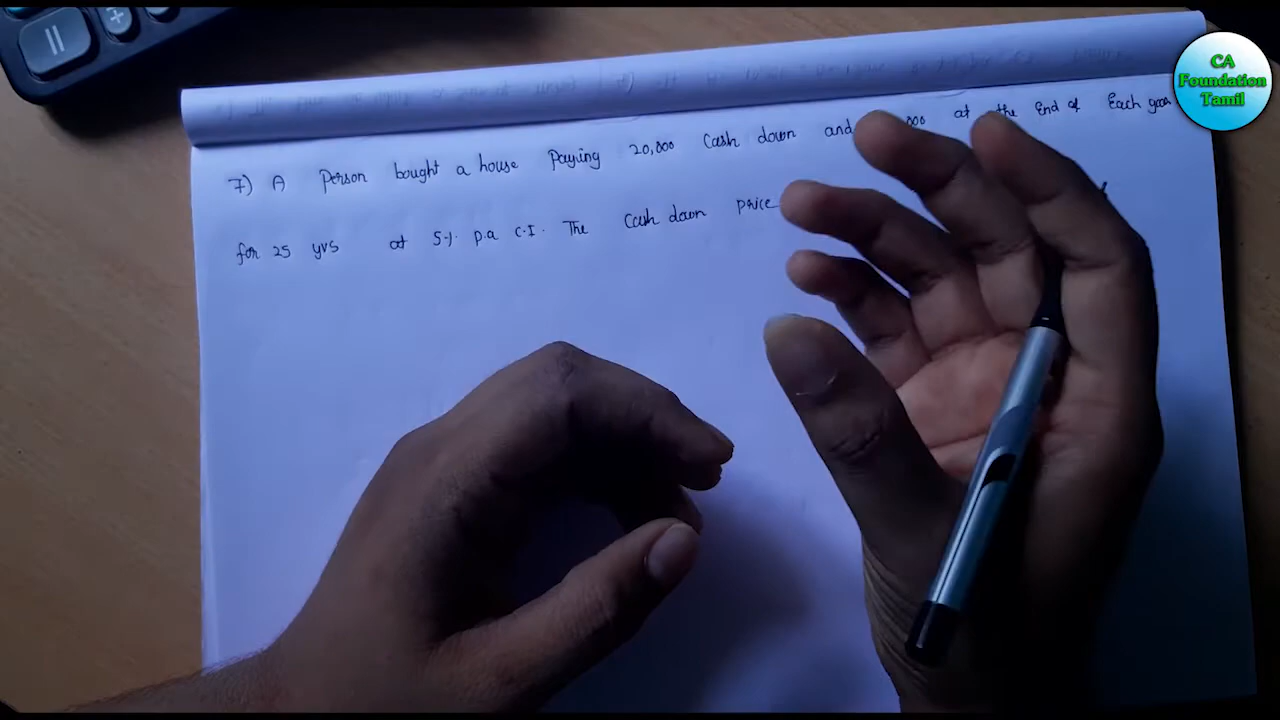 7) A Person bought a house Paying 20,000 Cash down and 000 at the End of Each year
for 25 yrs at 5.%. p.a C.I. The Cash down price
CA
Foundation
Tamil